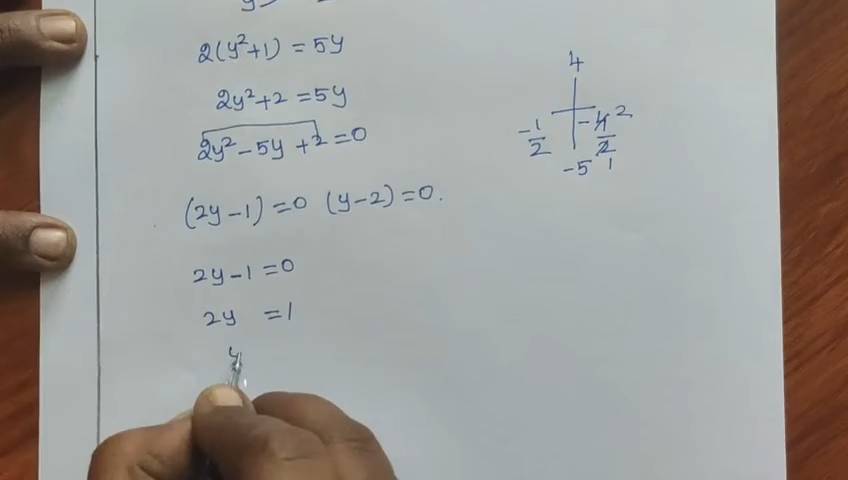 2(y²+1) = 5y
2y²+2 = 5y
2y² - 5y + 2 = 0
(2y-1) = 0 (y-2) = 0.
2y-1 = 0
2y = 1
y
4
-1/2 -4/2 2
-5 1